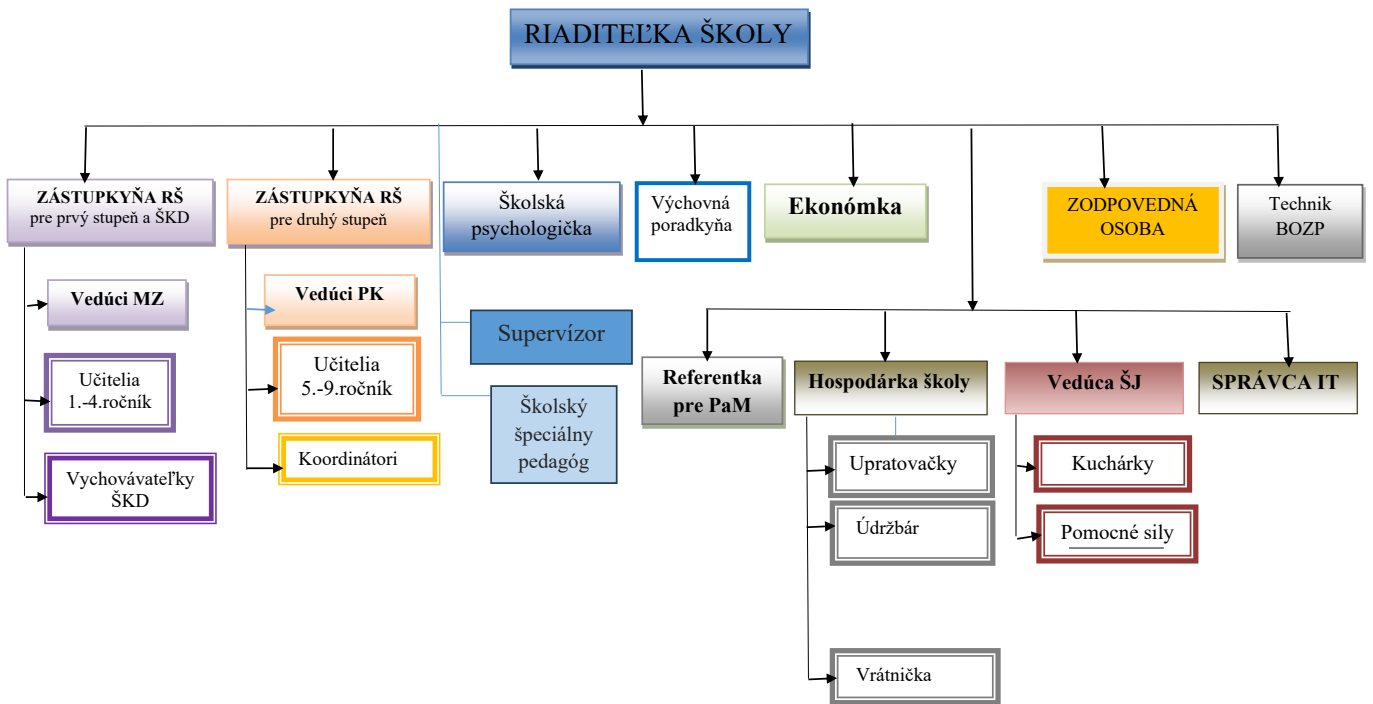 RIADITEĽKA ŠKOLY
ZÁSTUPKYŇA RŠ
pre prvý stupeň a ŠKD
ZÁSTUPKYŇA RŠ
pre druhý stupeň
Školská
psychologička
Výchovná
poradkyňa
Ekonómka
ZODPOVEDNÁ
OSOBA
Technik
BOZP
Vedúci MZ
Vedúci PK
Supervízor
Učitelia
1.-4.ročník
Učitelia
5.-9.ročník
Školský
špeciálny
pedagóg
Referentka
pre PaM
Hospodárka školy
Vedúca ŠJ
SPRÁVCA IT
Vychovávateľky
ŠKD
Koordinátori
Upratovačky
Kuchárky
Údržbár
Pomocné sily
Vrátnička